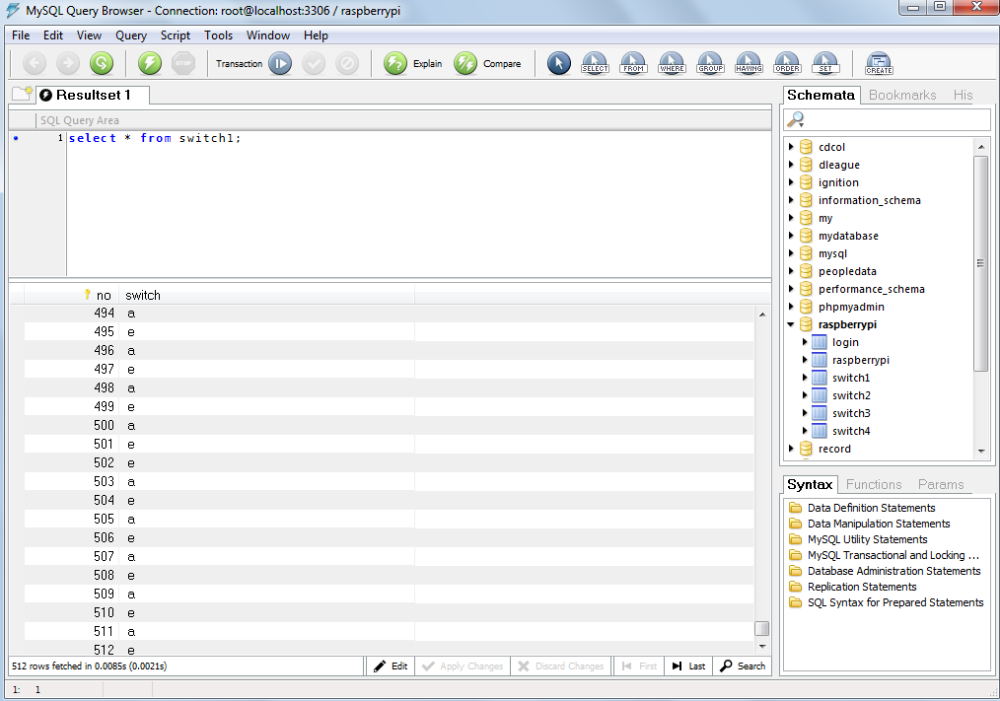 MySQL Query Browser - Connection: root@localhost:3306 / raspberrypi
File Edit View Query Script Tools Window Help
STOP Transaction Explain Compare SELECT FROM WHERE GROUP HAVING ORDER SET CREATE
Resultset 1
SQL Query Area
1 select * from switch1;
no switch
494 a
495 e
496 a
497 e
498 a
499 e
500 a
501 e
502 e
503 a
504 e
505 a
506 e
507 a
508 e
509 a
510 e
511 a
512 e
512 rows fetched in 0.0085s (0.0021s) Edit Apply Changes Discard Changes First Last Search
1: 1
Schemata Bookmarks His
cdcol
dleague
ignition
information_schema
my
mydatabase
mysql
peopledata
performance_schema
phpmyadmin
raspberrypi
login
raspberrypi
switch1
switch2
switch3
switch4
record
Syntax Functions Params
Data Definition Statements
Data Manipulation Statements
MySQL Utility Statements
MySQL Transactional and Locking ...
Database Administration Statements
Replication Statements
SQL Syntax for Prepared Statements